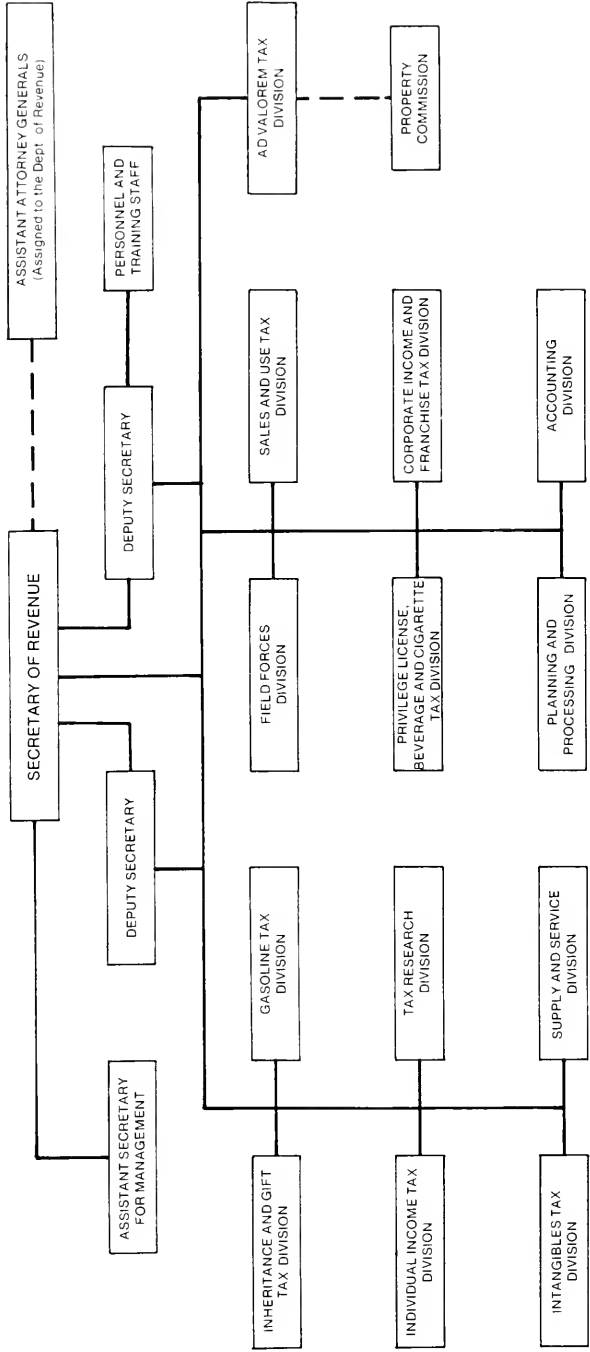 ASSISTANT ATTORNEY GENERALS
(Assigned to the Dept of Revenue)
SECRETARY OF REVENUE
PERSONNEL AND
TRAINING STAFF
DEPUTY SECRETARY
DEPUTY SECRETARY
ASSISTANT SECRETARY
FOR MANAGEMENT
INHERITANCE AND GIFT
TAX DIVISION
GASOLINE TAX
DIVISION
FIELD FORCES
DIVISION
SALES AND USE TAX
DIVISION
AD VALOREM TAX
DIVISION
INDIVIDUAL INCOME TAX
DIVISION
TAX RESEARCH
DIVISION
PRIVILEGE LICENSE,
BEVERAGE AND CIGARETTE
TAX DIVISION
CORPORATE INCOME AND
FRANCHISE TAX DIVISION
PROPERTY
COMMISSION
INTANGIBLES TAX
DIVISION
SUPPLY AND SERVICE
DIVISION
PLANNING AND
PROCESSING DIVISION
ACCOUNTING
DIVISION